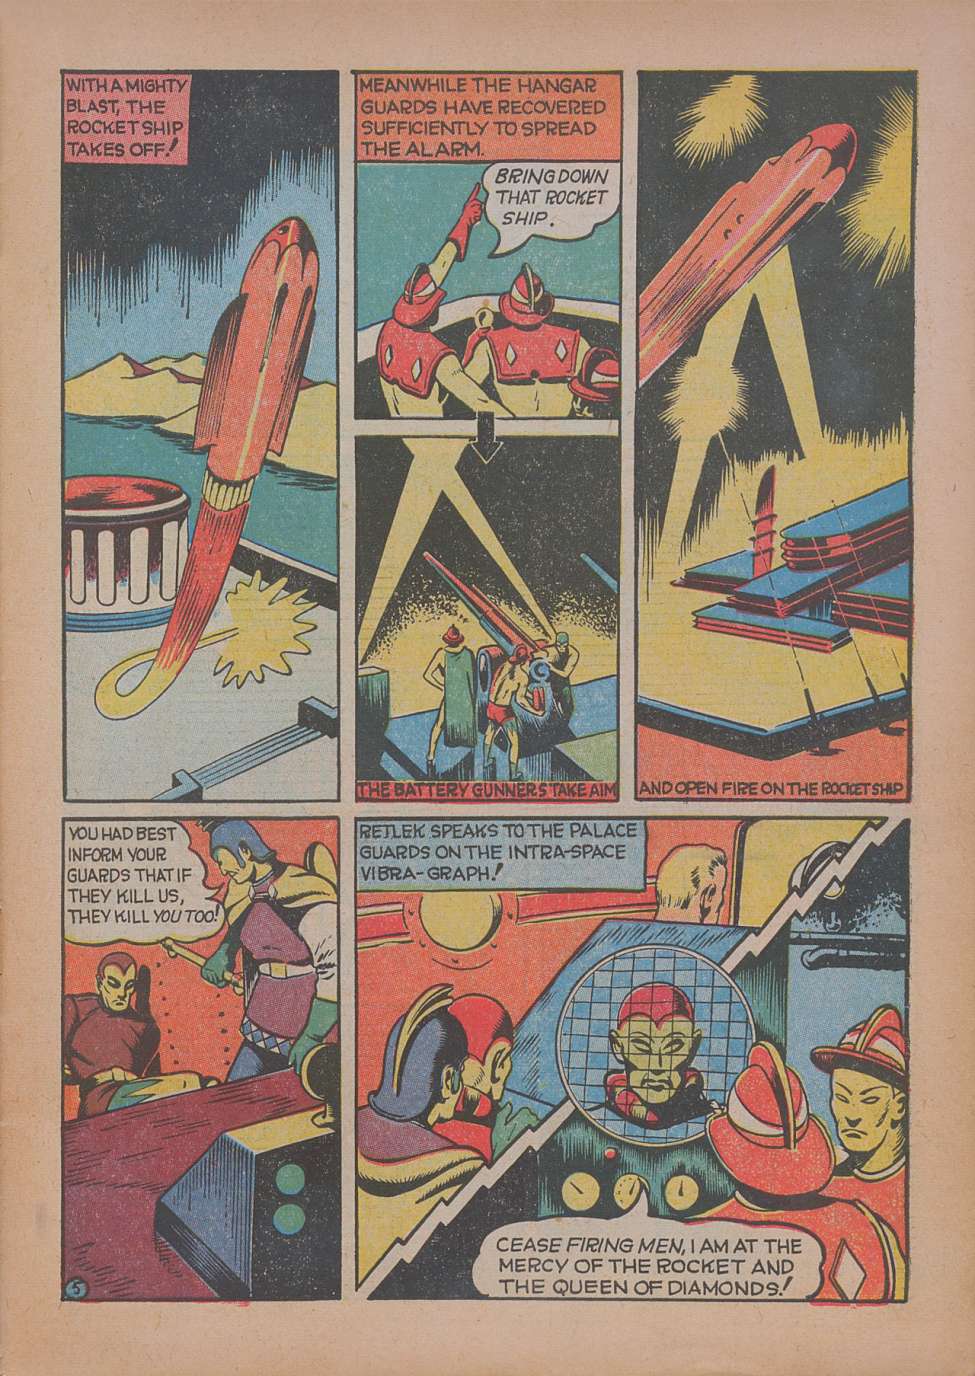 WITH A MIGHTY
BLAST, THE
ROCKET SHIP
TAKES OFF!
MEANWHILE THE HANGAR
GUARDS HAVE RECOVERED
SUFFICIENTLY TO SPREAD
THE ALARM.
BRING DOWN
THAT ROCKET
SHIP.
THE BATTERY GUNNERS TAKE AIM
AND OPEN FIRE ON THE ROCKET SHIP
YOU HAD BEST
INFORM YOUR
GUARDS THAT IF
THEY KILL US,
THEY KILL YOU TOO!
5
RETLEK SPEAKS TO THE PALACE
GUARDS ON THE INTRA-SPACE
VIBRA-GRAPH!
CEASE FIRING MEN, I AM AT THE
MERCY OF THE ROCKET AND
THE QUEEN OF DIAMONDS!